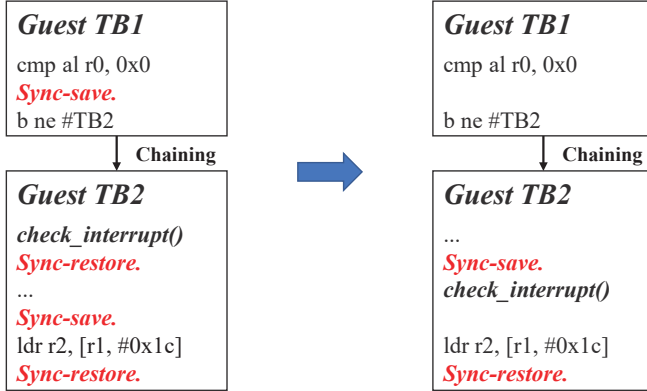 Guest TB1
cmp al r0, 0x0
Sync-save.
b ne #TB2
Chaining
Guest TB2
check_interrupt()
Sync-restore.
...
Sync-save.
ldr r2, [r1, #0x1c]
Sync-restore.
Guest TB1
cmp al r0, 0x0
b ne #TB2
Chaining
Guest TB2
...
Sync-save.
check_interrupt()
ldr r2, [r1, #0x1c]